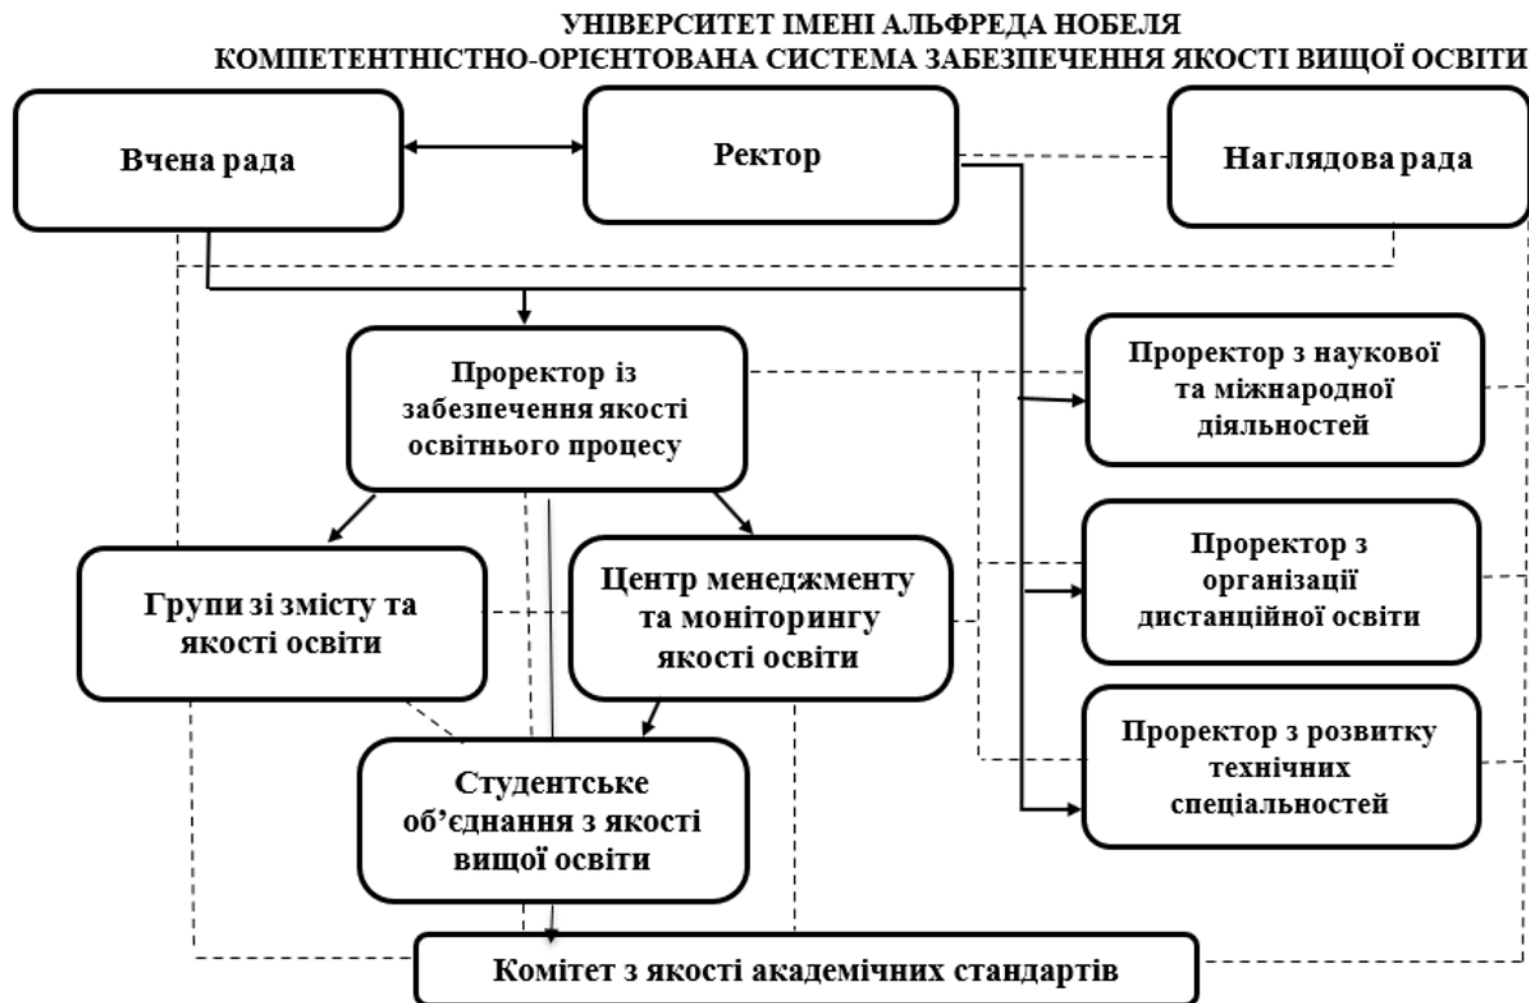 УНІВЕРСИТЕТ ІМЕНІ АЛЬФРЕДА НОБЕЛЯ
КОМПЕТЕНТНІСТНО-ОРІЄНТОВАНА СИСТЕМА ЗАБЕЗПЕЧЕННЯ ЯКОСТІ ВИЩОЇ ОСВІТИ
Вчена рада
Ректор
Наглядова рада
Проректор із
забезпечення якості
освітнього процесу
Проректор з наукової
та міжнародної
діяльностей
Групи зі змісту та
якості освіти
Центр менеджменту
та моніторингу
якості освіти
Проректор з
організації
дистанційної освіти
Студентське
об’єднання з якості
вищої освіти
Проректор з розвитку
технічних
спеціальностей
Комітет з якості академічних стандартів